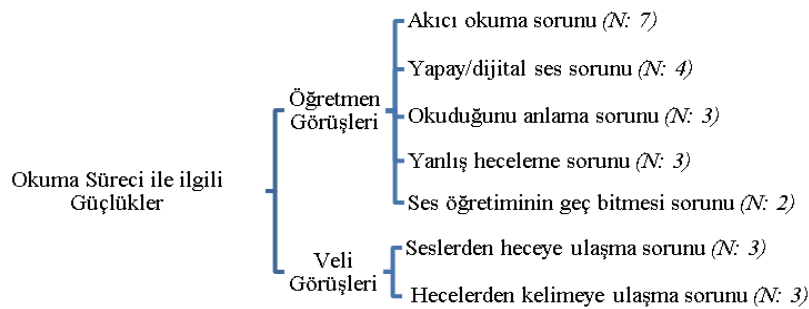 Okuma Süreci ile ilgili
Güçlükler
Öğretmen
Görüşleri
Akıcı okuma sorunu (N: 7)
Yapay/dijital ses sorunu (N: 4)
Okuduğunu anlama sorunu (N: 3)
Yanlış heceleme sorunu (N: 3)
Ses öğretiminin geç bitmesi sorunu (N: 2)
Veli
Görüşleri
Seslerden heceye ulaşma sorunu (N: 3)
Hecelerden kelimeye ulaşma sorunu (N: 3)